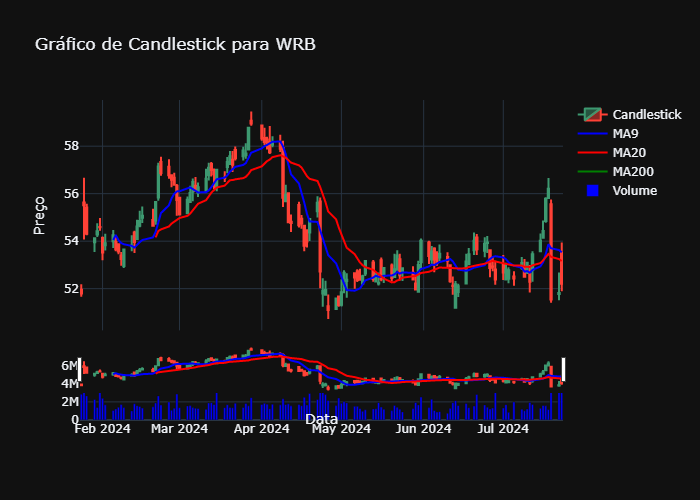 Gráfico de Candlestick para WRB
Candlestick
MA9
MA20
MA200
Volume
Preço
58
56
54
52
6M
4M
2M
0
Data
Feb 2024
Mar 2024
Apr 2024
May 2024
Jun 2024
Jul 2024